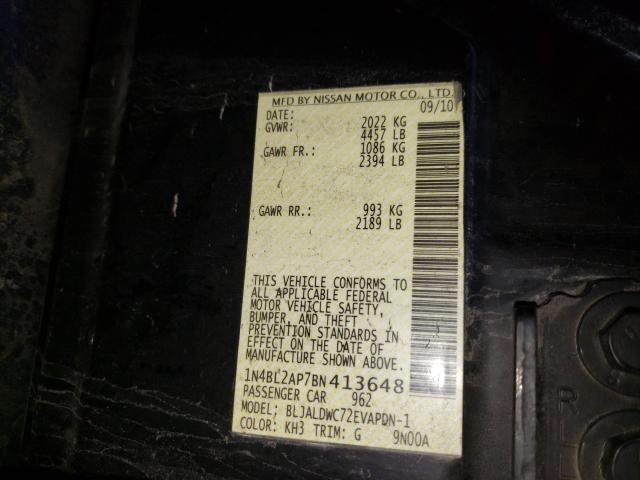 MFD BY NISSAN MOTOR CO., LTD.
DATE: 09/10
GVWR: 2022 KG
4457 LB
GAWR FR.: 1086 KG
2394 LB
GAWR RR.: 993 KG
2189 LB
THIS VEHICLE CONFORMS TO
ALL APPLICABLE FEDERAL
MOTOR VEHICLE SAFETY,
BUMPER, AND THEFT
PREVENTION STANDARDS IN
EFFECT ON THE DATE OF
MANUFACTURE SHOWN ABOVE.
1N4BL2AP7BN413648
PASSENGER CAR 962
MODEL: BLJALDWC72EVAPDN-1
COLOR: KH3 TRIM: G 9N00A